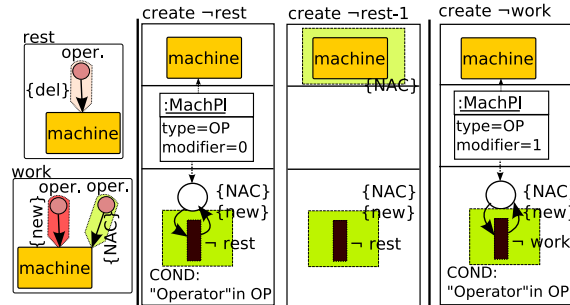 rest
oper.
{del}
machine
work
oper. oper.
{new}
{NAC}
machine
create ¬rest
machine
:MachPl
type=OP
modifier=0
{NAC}
{new}
¬ rest
COND:
"Operator"in OP
create ¬rest-1
machine
{NAC}
{NAC}
{new}
¬ rest
create ¬work
machine
:MachPl
type=OP
modifier=1
{NAC}
{new}
¬ work
COND:
"Operator"in OP